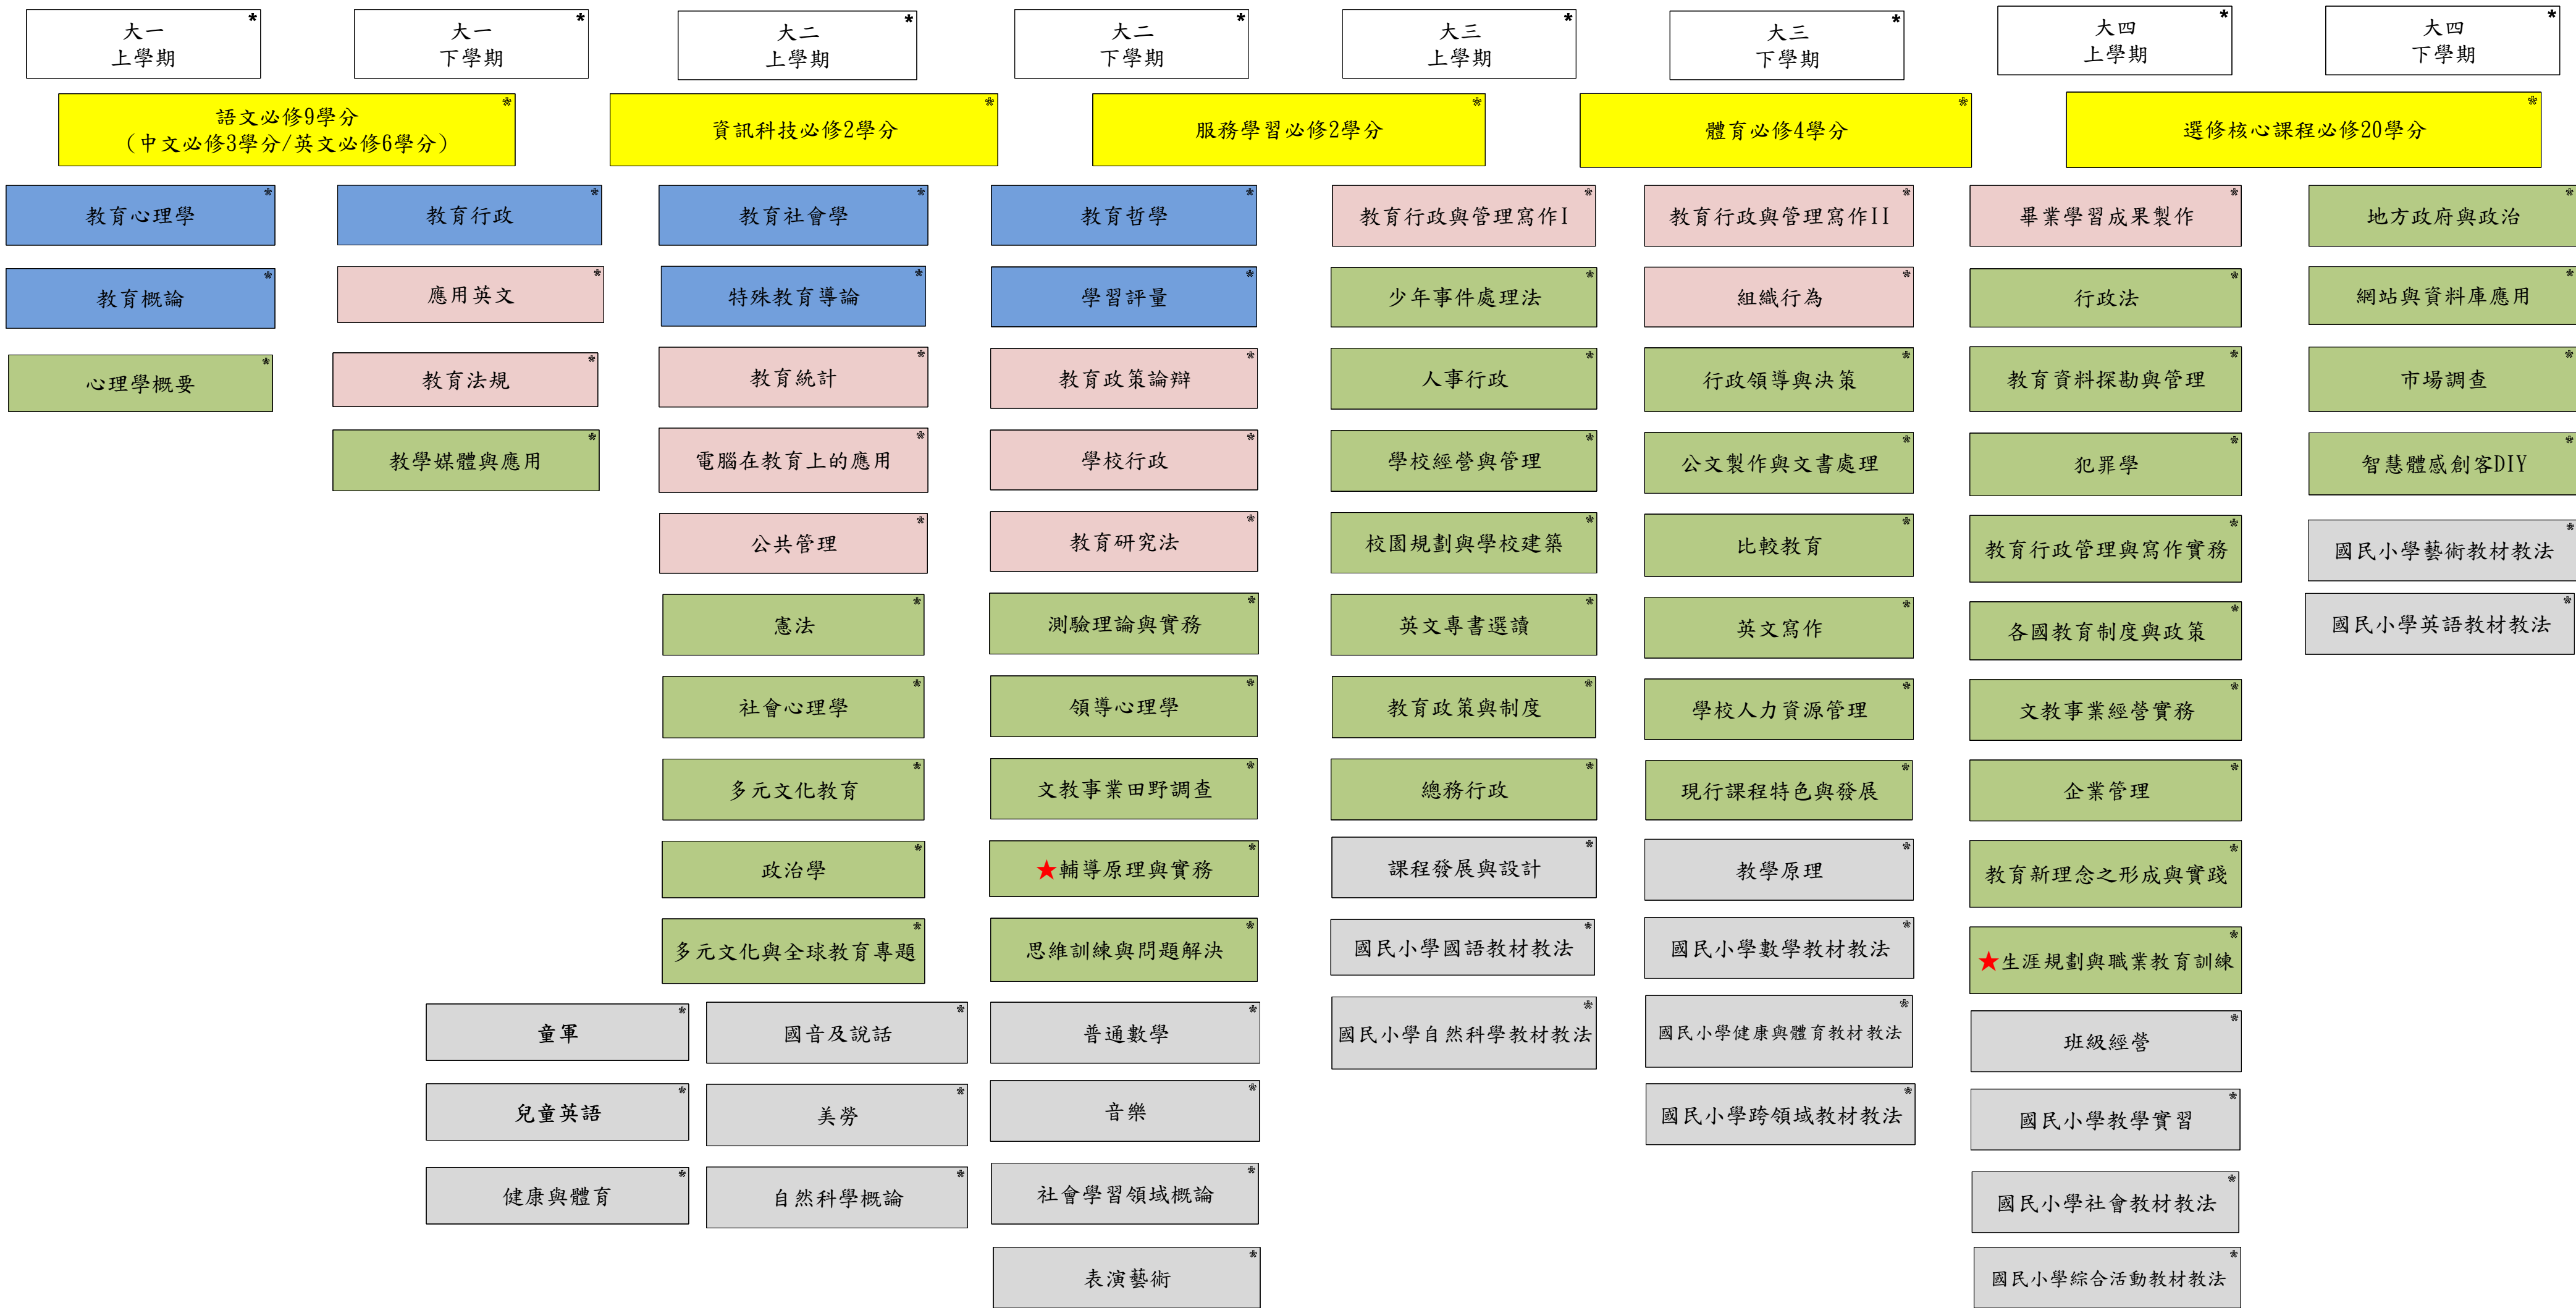 大一
上學期
*
大一
下學期
*
大二
上學期
*
大二
下學期
*
大三
上學期
*
大三
下學期
*
大四
上學期
*
大四
下學期
*
語文必修9學分
(中文必修3學分/英文必修6學分)
*
資訊科技必修2學分
*
服務學習必修2學分
*
體育必修4學分
*
選修核心課程必修20學分
*
教育心理學
*
教育行政
*
教育社會學
*
教育哲學
*
教育行政與管理寫作I
*
教育行政與管理寫作II
*
畢業學習成果製作
*
地方政府與政治
*
教育概論
*
應用英文
*
特殊教育導論
*
學習評量
*
少年事件處理法
*
組織行為
*
行政法
*
網站與資料庫應用
*
心理學概要
*
教育法規
*
教育統計
*
教育政策論辯
*
人事行政
*
行政領導與決策
*
教育資料探勘與管理
*
市場調查
*
教學媒體與應用
*
電腦在教育上的應用
*
學校行政
*
學校經營與管理
*
公文製作與文書處理
*
犯罪學
*
智慧體感創客DIY
*
公共管理
*
教育研究法
*
校園規劃與學校建築
*
比較教育
*
教育行政管理與寫作實務
*
國民小學藝術教材教法
*
憲法
*
測驗理論與實務
*
英文專書選讀
*
英文寫作
*
各國教育制度與政策
*
國民小學英語教材教法
*
社會心理學
*
領導心理學
*
教育政策與制度
*
學校人力資源管理
*
文教事業經營實務
*
多元文化教育
*
文教事業田野調查
*
總務行政
*
現行課程特色與發展
*
企業管理
*
政治學
*
★輔導原理與實務
*
課程發展與設計
*
教學原理
*
教育新理念之形成與實踐
*
多元文化與全球教育專題
*
思維訓練與問題解決
*
國民小學國語教材教法
*
國民小學數學教材教法
*
★生涯規劃與職業教育訓練
*
童軍
*
國音及說話
*
普通數學
*
國民小學自然科學教材教法
*
國民小學健康與體育教材教法
*
班級經營
*
兒童英語
*
美勞
*
音樂
*
國民小學跨領域教材教法
*
國民小學教學實習
*
健康與體育
*
自然科學概論
*
社會學習領域概論
*
國民小學社會教材教法
*
表演藝術
*
國民小學綜合活動教材教法
*